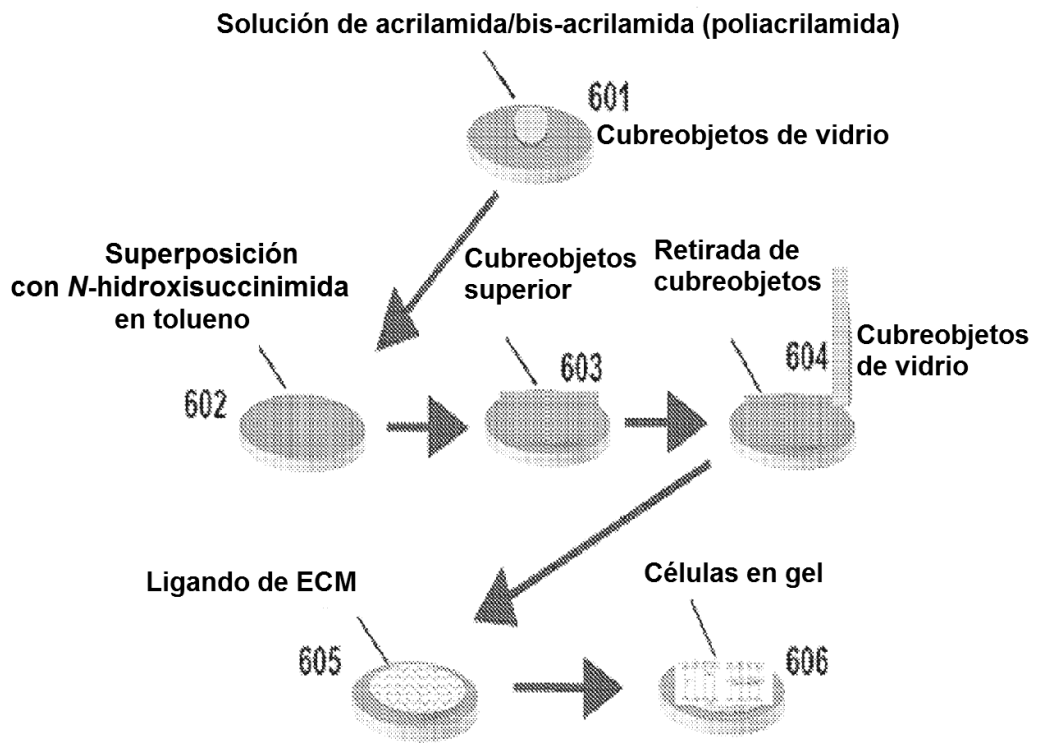 Solución de acrilamida/bis-acrilamida (poliacrilamida)
601
Cubreobjetos de vidrio
Superposición
con N-hidroxisuccinimida
en tolueno
602
Cubreobjetos
superior
603
Retirada de
cubreobjetos
604
Cubreobjetos
de vidrio
Ligando de ECM
605
Células en gel
606